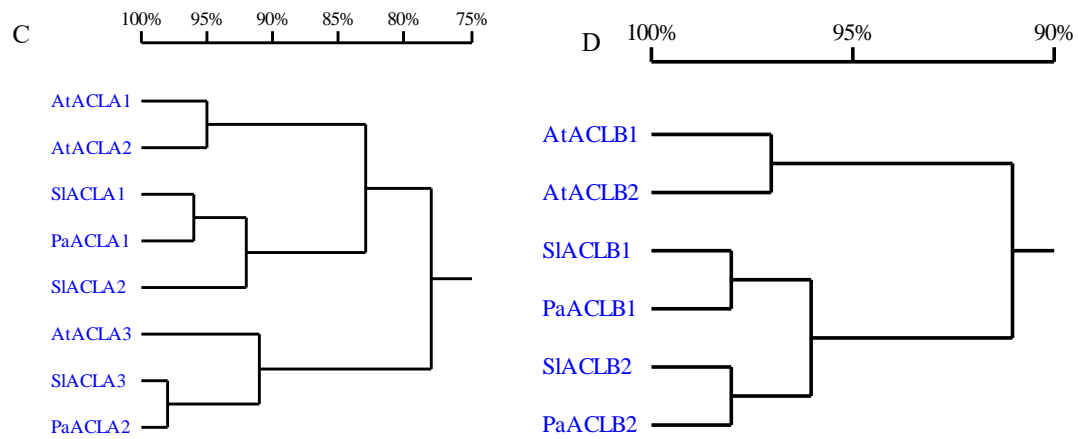 C
100% 95% 90% 85% 80% 75%
AtACLA1
AtACLA2
SlACLA1
PaACLA1
SlACLA2
AtACLA3
SlACLA3
PaACLA2
D
100% 95% 90%
AtACLB1
AtACLB2
SlACLB1
PaACLB1
SlACLB2
PaACLB2